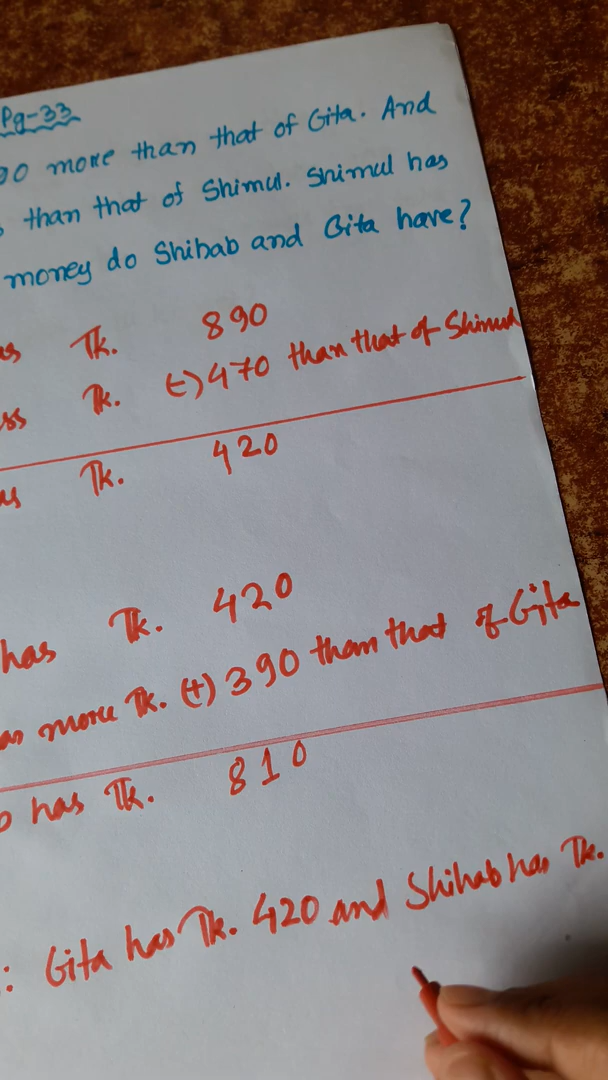 Pg-33
90 more than that of Gita. And
than that of Shimul. Shimul has
money do Shihab and Gita have?
Tk. 890
Tk. (-) 470 than that of Shimul
Tk. 420
has Tk. 420
more Tk. (+) 390 than that of Gita
has Tk. 810
: Gita has Tk. 420 and Shihab has Tk.